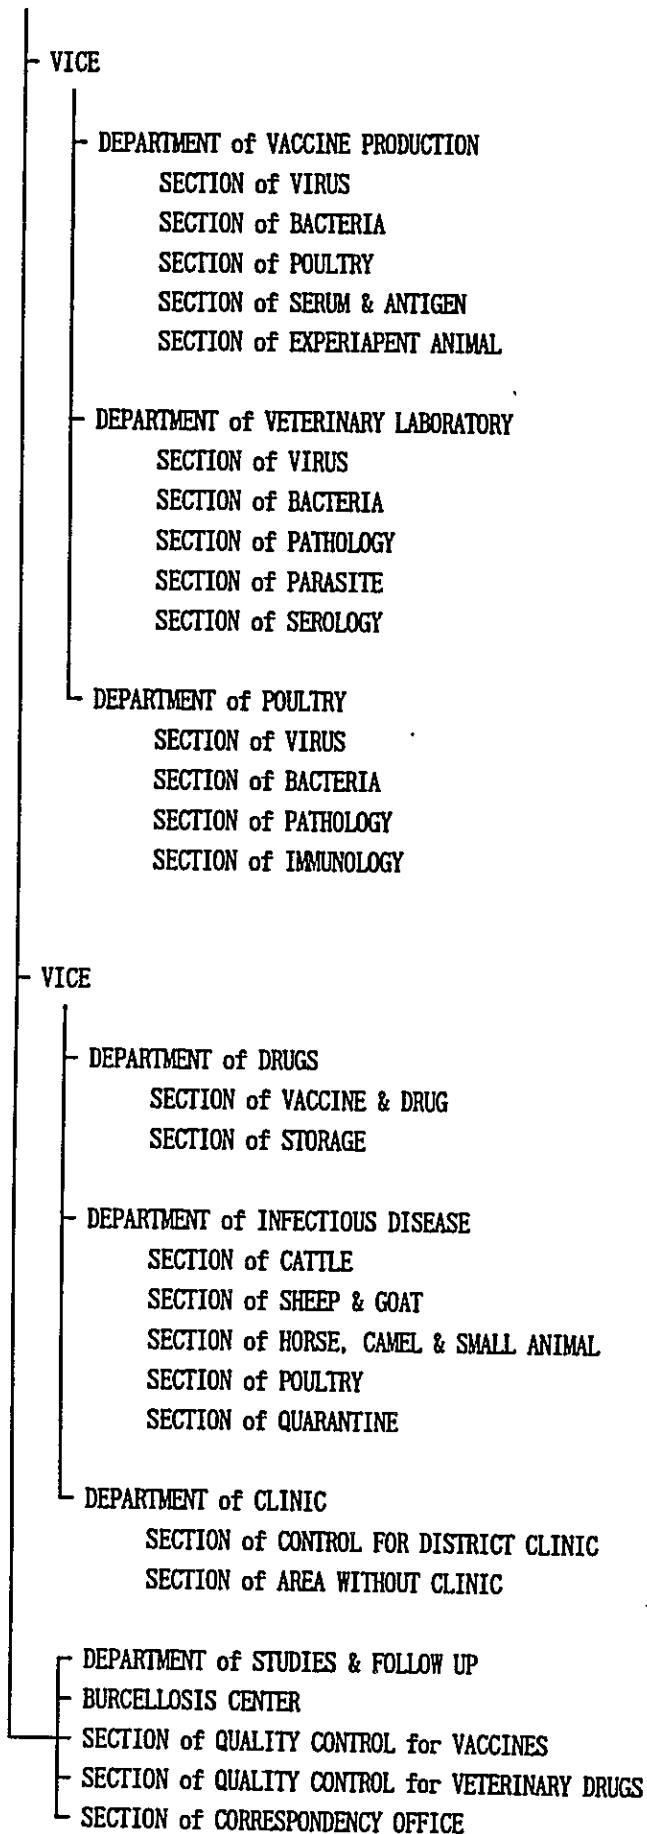 VICE
DEPARTMENT of VACCINE PRODUCTION
SECTION of VIRUS
SECTION of BACTERIA
SECTION of POULTRY
SECTION of SERUM & ANTIGEN
SECTION of EXPERIAPENT ANIMAL
DEPARTMENT of VETERINARY LABORATORY
SECTION of VIRUS
SECTION of BACTERIA
SECTION of PATHOLOGY
SECTION of PARASITE
SECTION of SEROLOGY
DEPARTMENT of POULTRY
SECTION of VIRUS
SECTION of BACTERIA
SECTION of PATHOLOGY
SECTION of IMMUNOLOGY
VICE
DEPARTMENT of DRUGS
SECTION of VACCINE & DRUG
SECTION of STORAGE
DEPARTMENT of INFECTIOUS DISEASE
SECTION of CATTLE
SECTION of SHEEP & GOAT
SECTION of HORSE, CAMEL & SMALL ANIMAL
SECTION of POULTRY
SECTION of QUARANTINE
DEPARTMENT of CLINIC
SECTION of CONTROL FOR DISTRICT CLINIC
SECTION of AREA WITHOUT CLINIC
DEPARTMENT of STUDIES & FOLLOW UP
BURCELLOSIS CENTER
SECTION of QUALITY CONTROL for VACCINES
SECTION of QUALITY CONTROL for VETERINARY DRUGS
SECTION of CORRESPONDENCY OFFICE